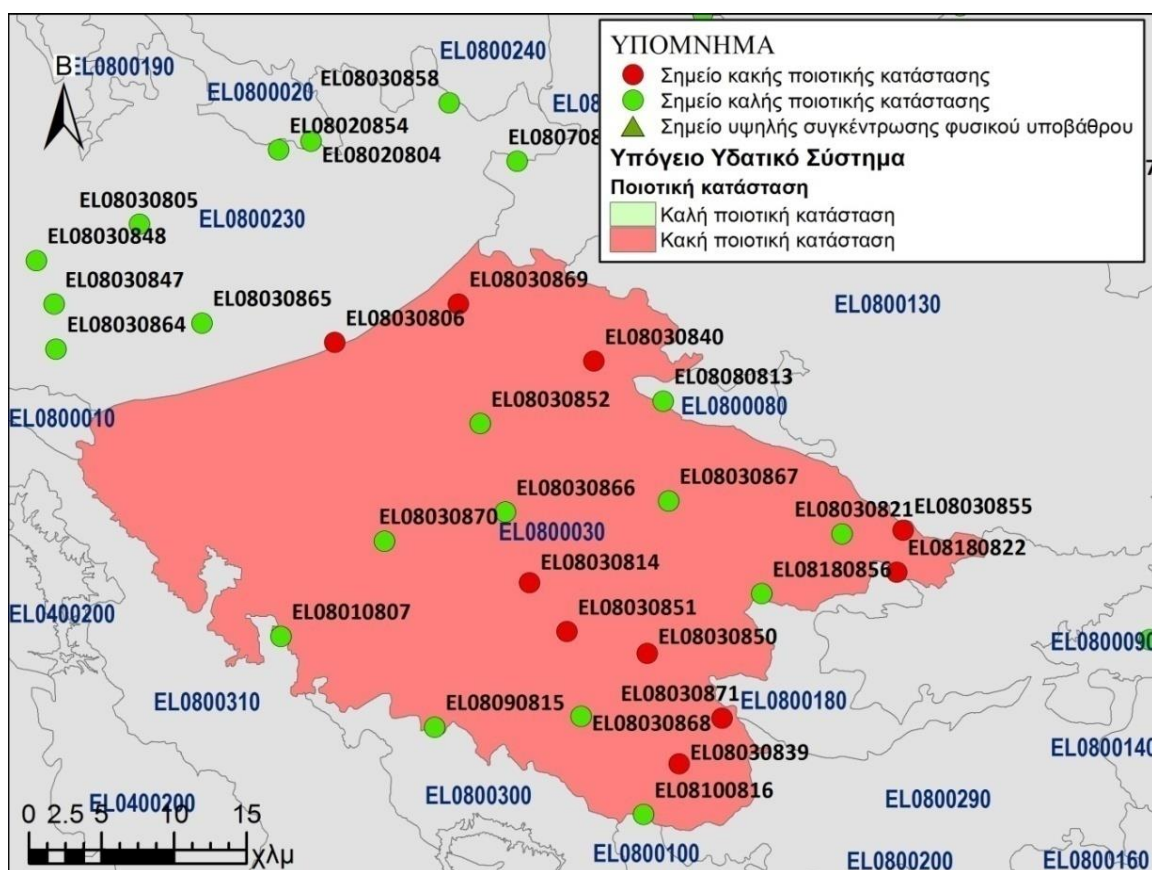 ΥΠΟΜΝΗΜΑ
Σημείο κακής ποιοτικής κατάστασης
Σημείο καλής ποιοτικής κατάστασης
Σημείο υψηλής συγκέντρωσης φυσικού υποβάθρου
Υπόγειο Υδατικό Σύστημα
Ποιοτική κατάσταση
Καλή ποιοτική κατάσταση
Κακή ποιοτική κατάσταση
EL0800240
Β
EL0800190
EL08030858
EL0800020
EL08020854
EL08020804
EL080708
EL08030805
EL0800230
EL08030848
EL08030847
EL08030865
EL08030869
EL08030864
EL08030806
EL0800130
EL08030840
EL08080813
EL0800080
EL08030852
EL0800010
EL08030866
EL08030867
EL08030870
EL0800030
EL08030821
EL08030855
EL08180822
EL08030814
EL08180856
EL0400200
EL08010807
EL08030851
EL08030850
EL0800090
EL0800310
EL08030871
EL0800180
EL08090815
EL08030868
EL08030839
EL0800140
EL0400200
EL0800300
EL08100816
EL0800290
0 2.5 5 10 15
χλμ
EL0800100
EL0800200
EL0800160